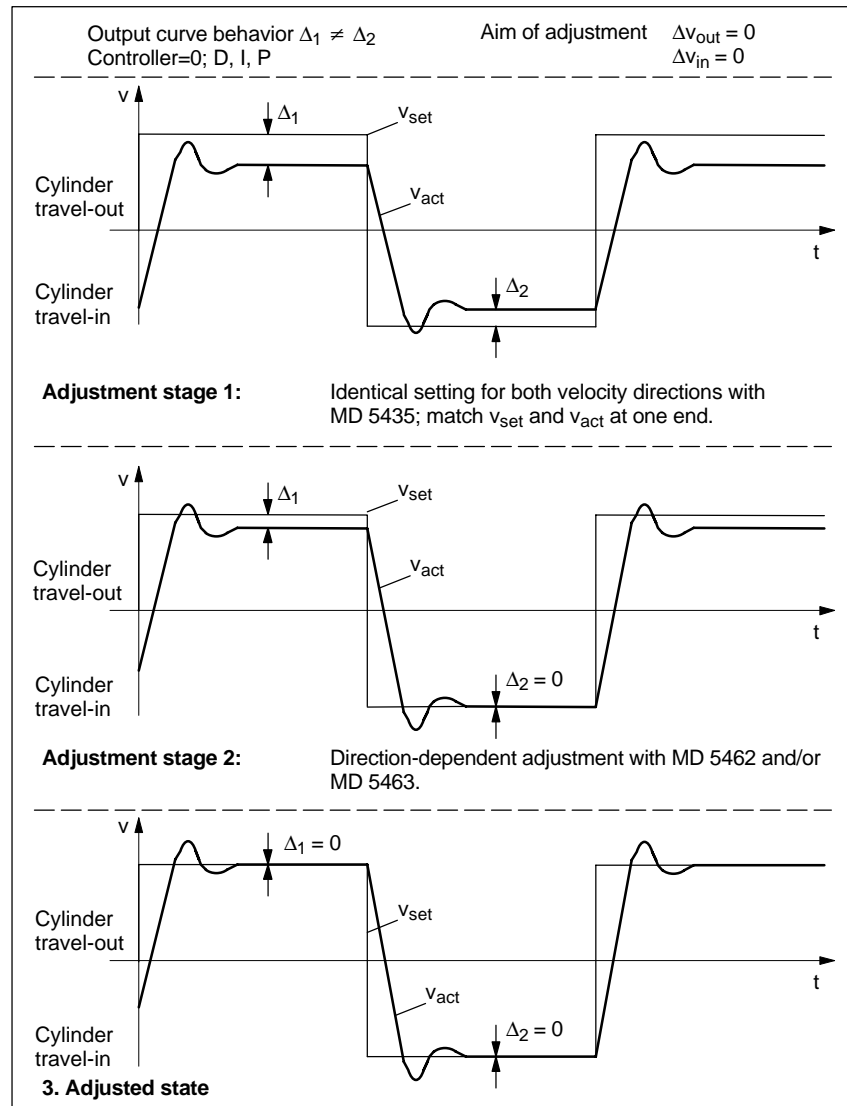 Output curve behavior Δ1 ≠ Δ2
Controller=0; D, I, P
Aim of adjustment
Δvout = 0
Δvin = 0
v
Δ1
vset
Cylinder
travel-out
vact
t
Cylinder
travel-in
Δ2
Adjustment stage 1:
Identical setting for both velocity directions with
MD 5435; match vset and vact at one end.
v
Δ1
vset
Cylinder
travel-out
vact
t
Cylinder
travel-in
Δ2 = 0
Adjustment stage 2:
Direction-dependent adjustment with MD 5462 and/or
MD 5463.
v
Δ1 = 0
vset
Cylinder
travel-out
t
vact
Cylinder
travel-in
Δ2 = 0
3. Adjusted state